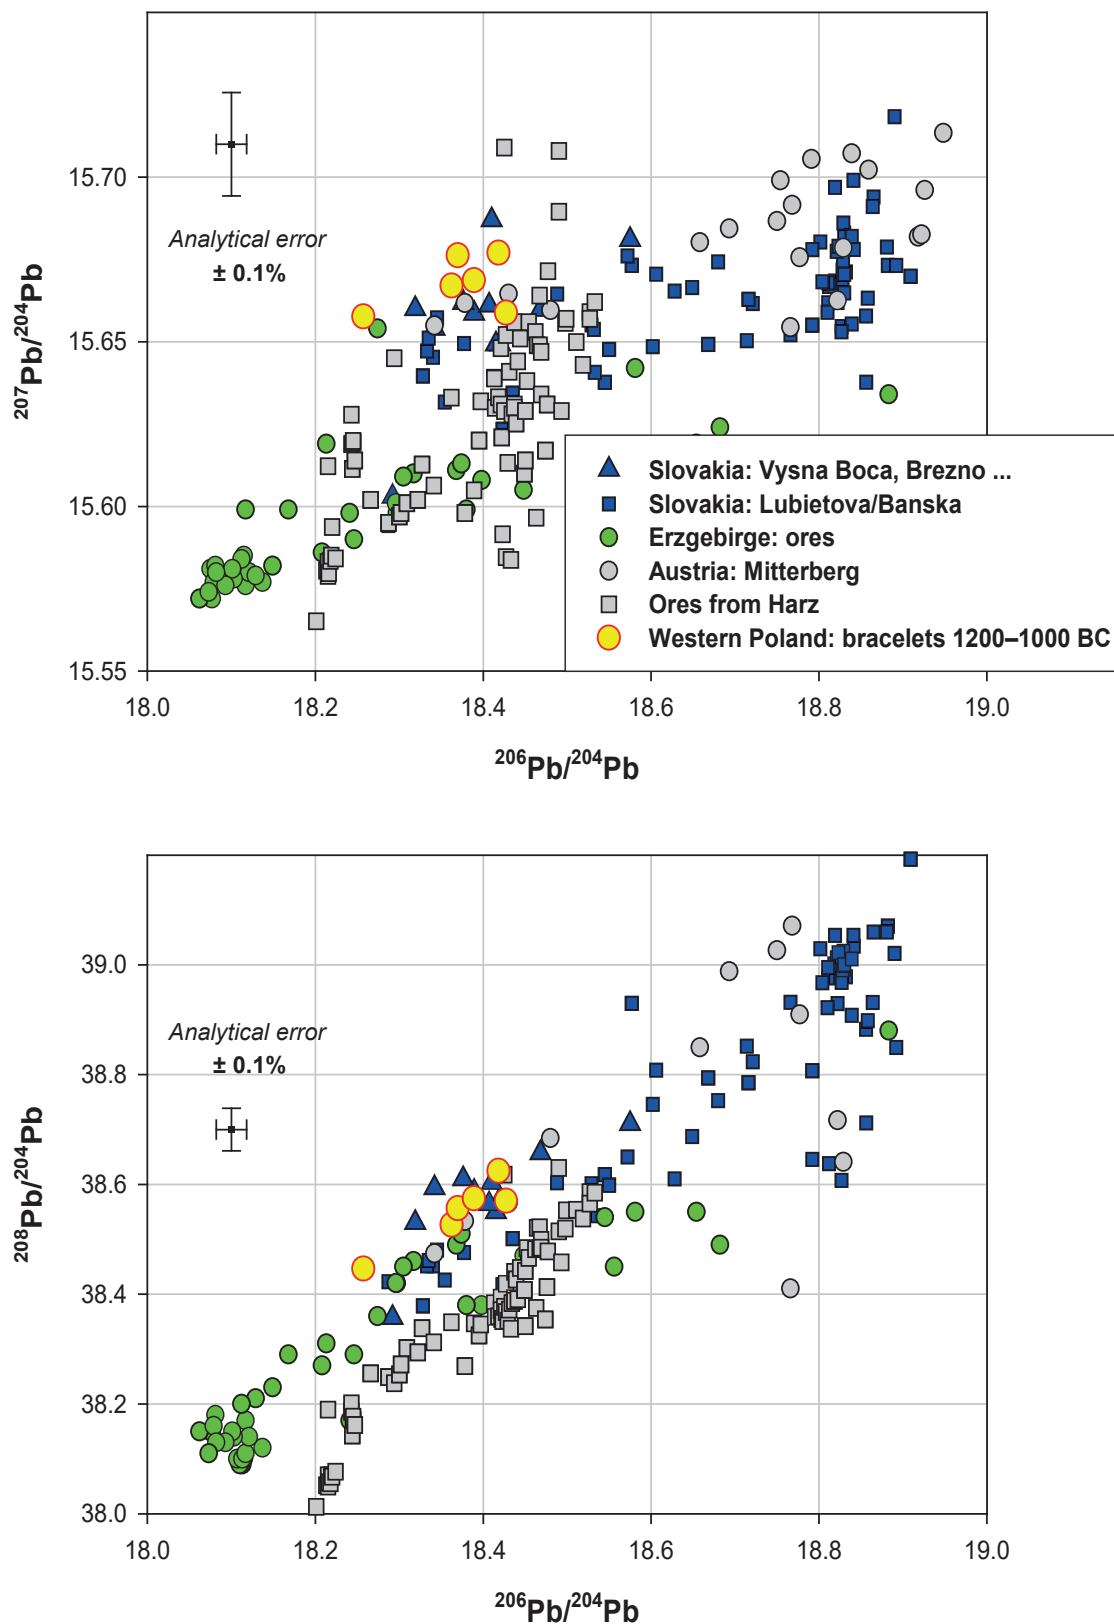 15.70
Analytical error
± 0.1%
15.65
²⁰⁷Pb/²⁰⁴Pb
15.60
15.55
Slovakia: Vysna Boca, Brezno ...
Slovakia: Lubietova/Banska
Erzgebirge: ores
Austria: Mitterberg
Ores from Harz
Western Poland: bracelets 1200–1000 BC
18.0 18.2 18.4 18.6 18.8 19.0
²⁰⁶Pb/²⁰⁴Pb
39.0
Analytical error
± 0.1%
38.8
²⁰⁸Pb/²⁰⁴Pb
38.6
38.4
38.2
38.0
18.0 18.2 18.4 18.6 18.8 19.0
²⁰⁶Pb/²⁰⁴Pb